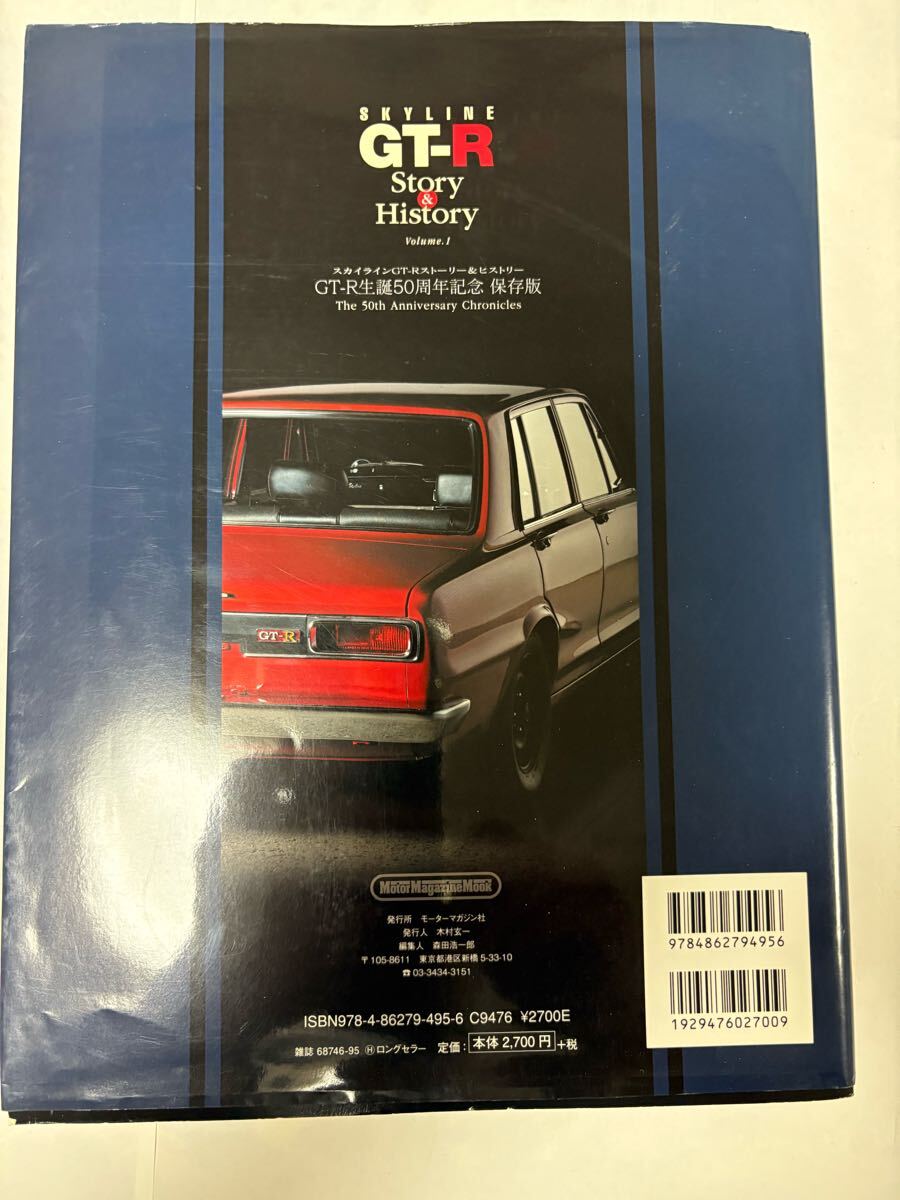 SKYLINE
GT-R
Story
&
History
Volume.1
スカイラインGT-Rストーリー&ヒストリー
GT-R生誕50周年記念 保存版
The 50th Anniversary Chronicles
GT-R
MotorMagazineMook
発行所 モーターマガジン社
発行人 木村玄一
編集人 森田浩一郎
〒105-8611 東京都港区新橋5-33-10
☎03-3434-3151
ISBN978-4-86279-495-6 C9476 ¥2700E
雑誌 68746-95 Ⓗロングセラー 定価:本体2,700円+税
9784862794956
1929476027009